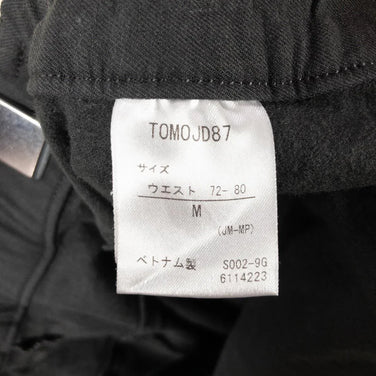 TOMOJD87
サイズ
ウエスト 72- 80
M
(JM-MP)
ベトナム製 S002-9G
6114223